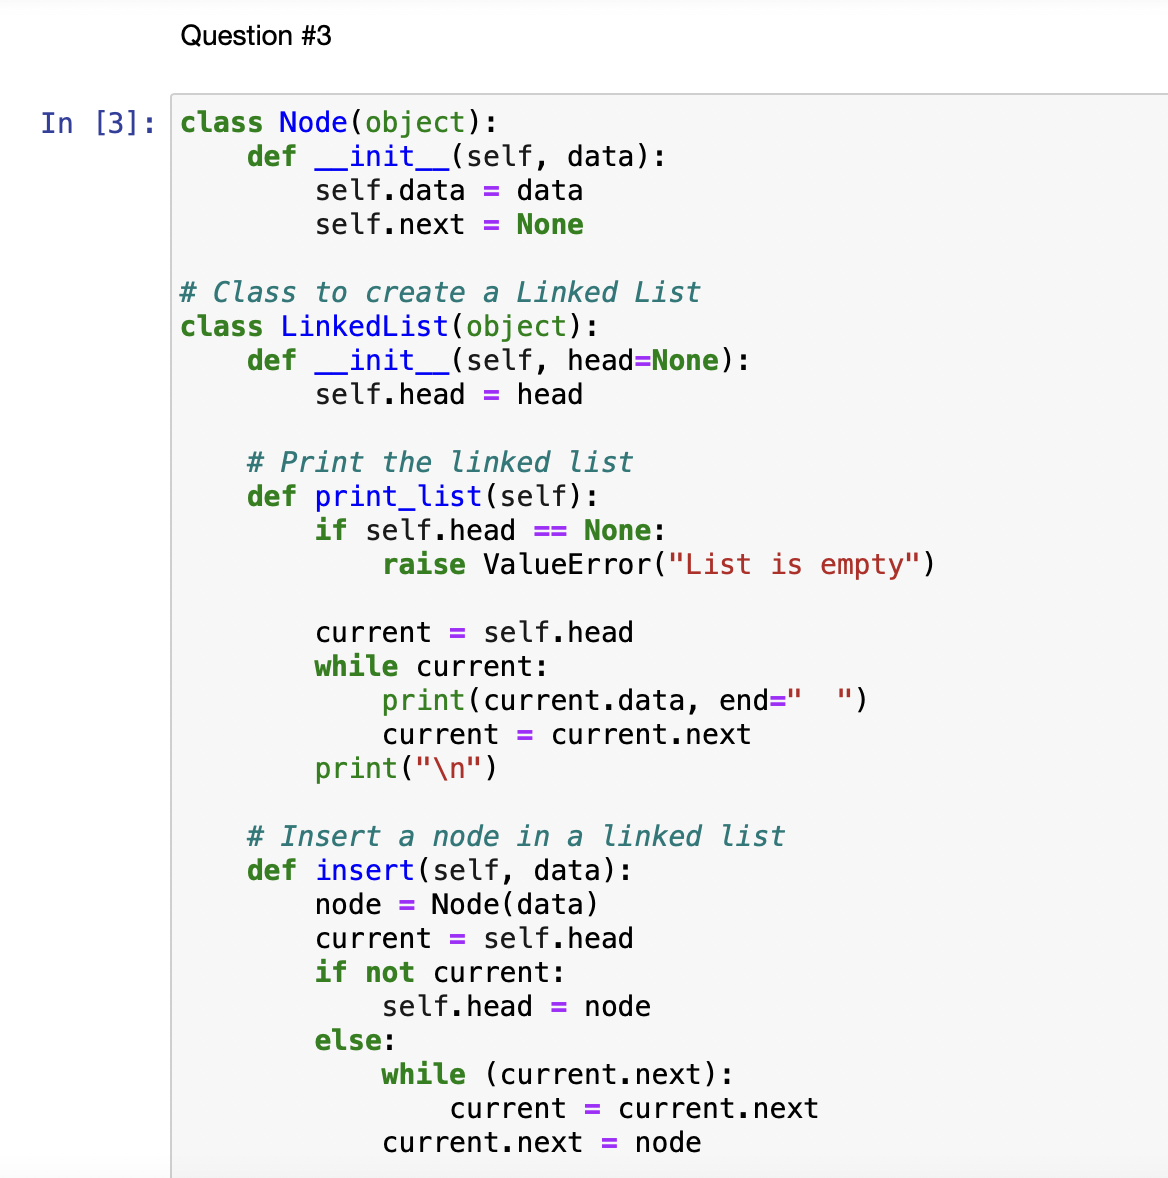 Question #3
In [3]:
class Node(object):
    def __init__(self, data):
        self.data = data
        self.next = None

# Class to create a Linked List
class LinkedList(object):
    def __init__(self, head=None):
        self.head = head

    # Print the linked list
    def print_list(self):
        if self.head == None:
            raise ValueError("List is empty")

        current = self.head
        while current:
            print(current.data, end="  ")
            current = current.next
        print("\n")

    # Insert a node in a linked list
    def insert(self, data):
        node = Node(data)
        current = self.head
        if not current:
            self.head = node
        else:
            while (current.next):
                current = current.next
            current.next = node